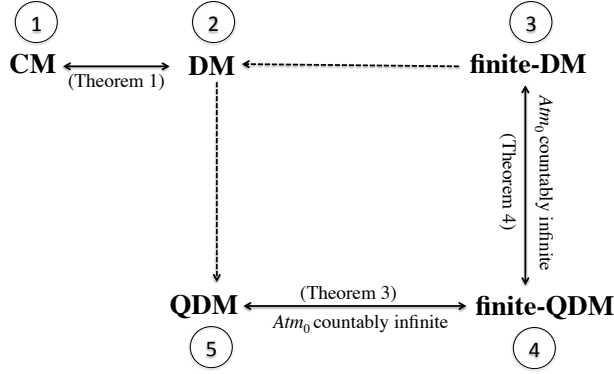 1
2
3
CM
DM
finite-DM
(Theorem 1)
Atm0 countably infinite
(Theorem 4)
(Theorem 3)
QDM
finite-QDM
Atm0 countably infinite
5
4